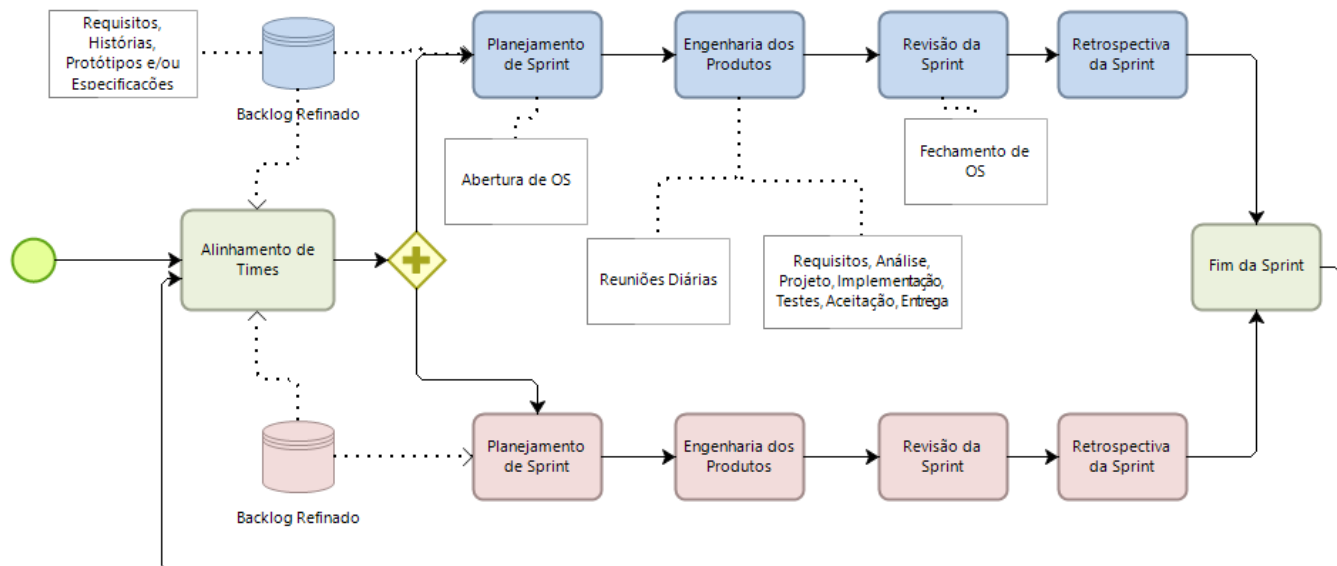 Requisitos,
Histórias,
Protótipos e/ou
Especificações
Backlog Refinado
Planejamento
de Sprint
Engenharia dos
Produtos
Revisão da
Sprint
Retrospectiva
da Sprint
Abertura de OS
Fechamento de
OS
Alinhamento de
Times
Reuniões Diárias
Requisitos, Análise,
Projeto, Implementação,
Testes, Aceitação, Entrega
Fim da Sprint
Backlog Refinado
Planejamento
de Sprint
Engenharia dos
Produtos
Revisão da
Sprint
Retrospectiva
da Sprint